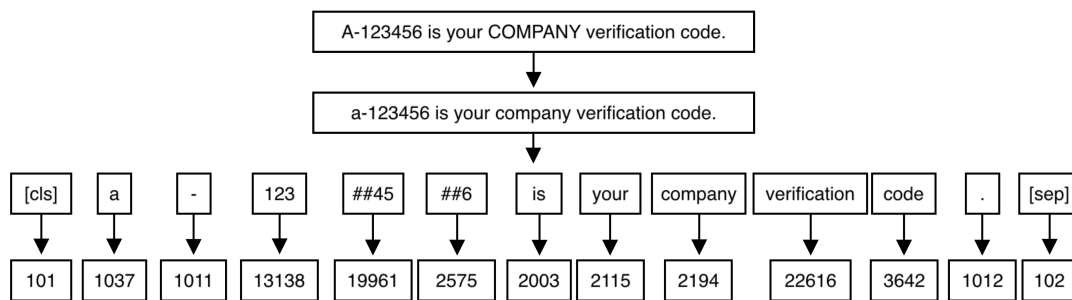 A-123456 is your COMPANY verification code.
a-123456 is your company verification code.
[cls] a - 123 ##45 ##6 is your company verification code . [sep]
101 1037 1011 13138 19961 2575 2003 2115 2194 22616 3642 1012 102